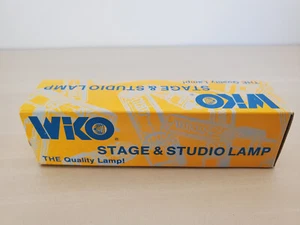 WIKO
STAGE & STUDIO LAMP
THE Quality Lamp!
WIKO ®
STAGE & STUDIO LAMP
THE Quality Lamp!